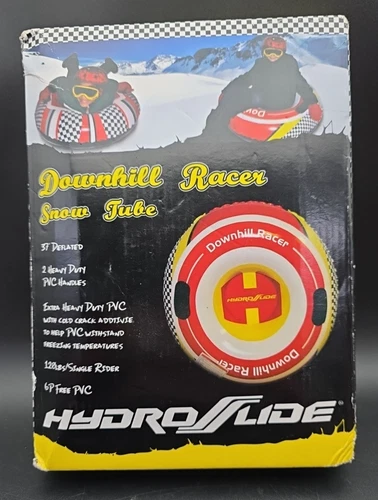 Downhill Racer
Snow Tube
37 Deflated
2 Heavy Duty
PVC Handles
Extra Heavy Duty PVC
with cold crack additive
to help PVC withstand
freezing temperatures
120lbs/Single Rider
6P Free PVC
Downhill Racer
HYDROSLIDE
H
Downhill Racer
HYDROSLIDE